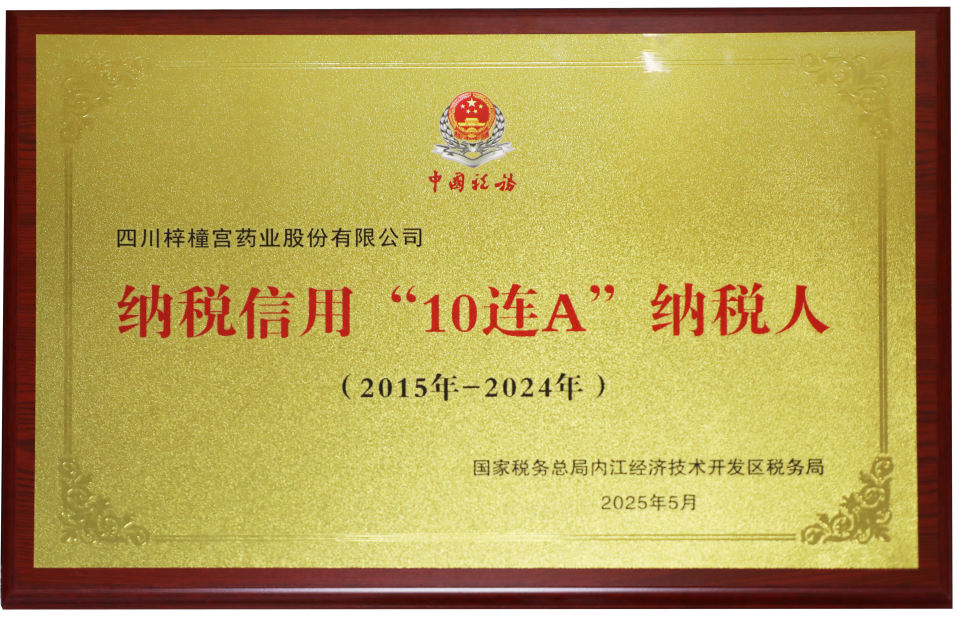 中国税务
四川梓橦宫药业股份有限公司
纳税信用“10连A”纳税人
（2015年-2024年）
国家税务总局内江经济技术开发区税务局
2025年5月